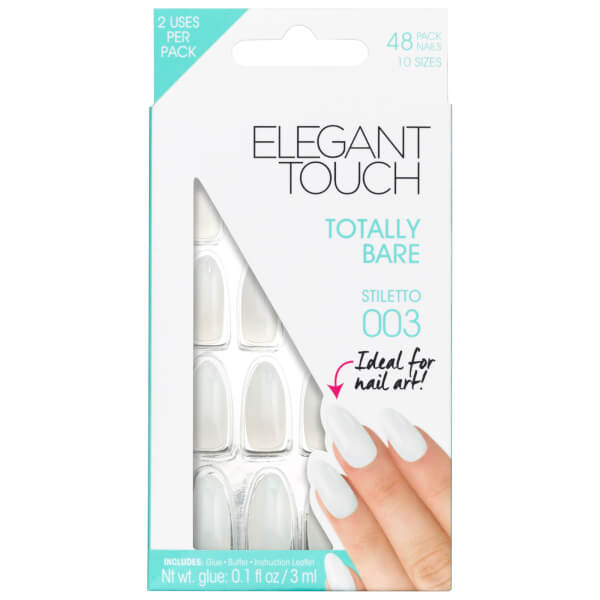 2 USES
PER
PACK
48 PACK NAILS
10 SIZES
ELEGANT
TOUCH
TOTALLY
BARE
STILETTO
003
Ideal for
nail art!
INCLUDES: Glue • Buffer • Instruction Leaflet
Nt wt. glue: 0.1 fl oz / 3 ml